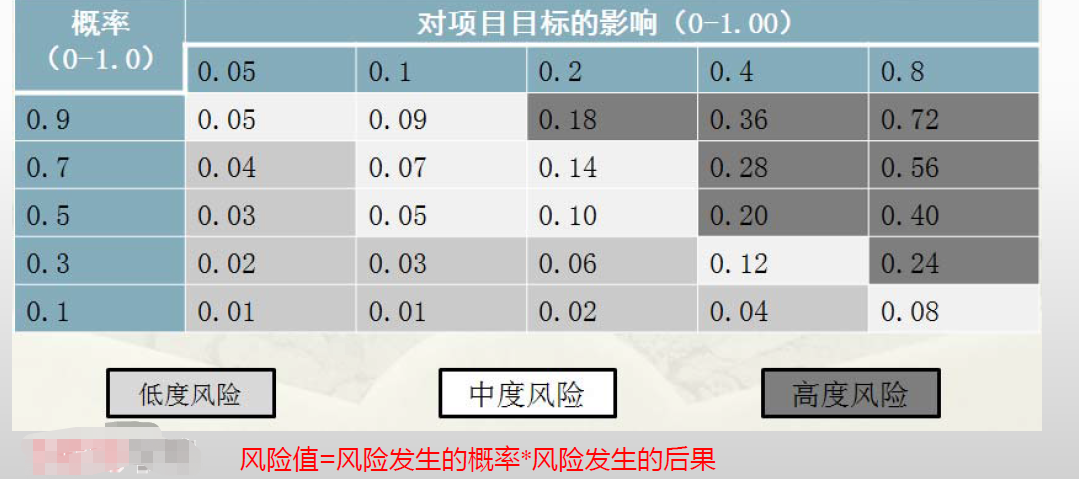 概率
（0-1.0）
对项目目标的影响（0-1.00）
0.05 0.1 0.2 0.4 0.8
0.9 0.05 0.09 0.18 0.36 0.72
0.7 0.04 0.07 0.14 0.28 0.56
0.5 0.03 0.05 0.10 0.20 0.40
0.3 0.02 0.03 0.06 0.12 0.24
0.1 0.01 0.01 0.02 0.04 0.08
低度风险 中度风险 高度风险
风险值=风险发生的概率*风险发生的后果